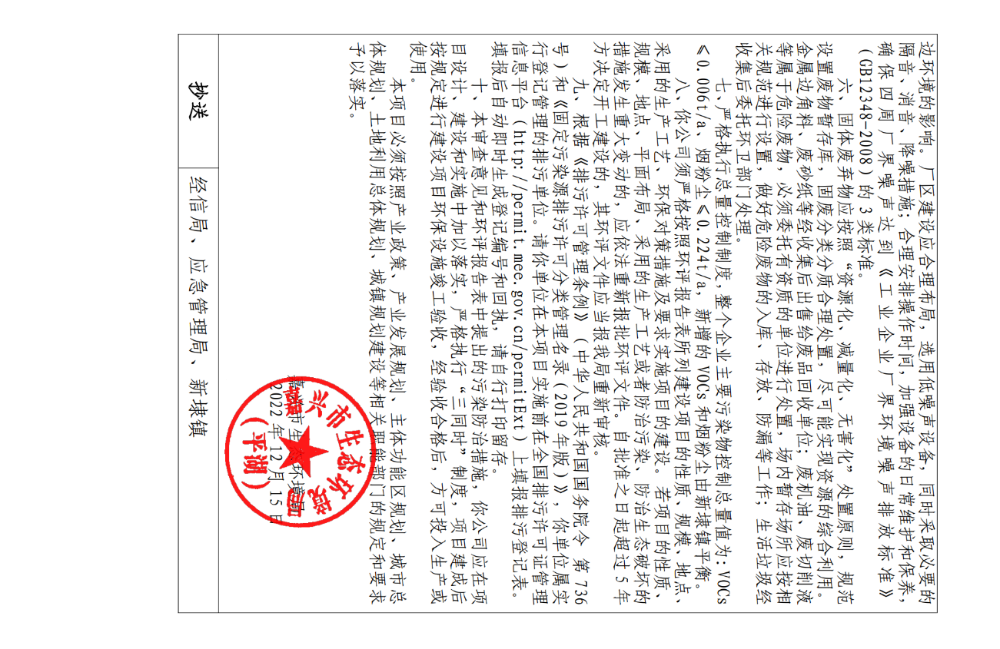 边环境的影响。厂区建设应合理布局，选用低噪声设备，同时采取必要的
隔音、消音、降噪措施；合理安排操作时间，加强设备的日常维护和保养，
确保四周厂界噪声达到《工业企业厂界环境噪声排放标准》
(GB12348-2008)的 3 类标准。
六、固体废弃物应按照“资源化、减量化、无害化”处置原则，规范
设置废物暂存库，固废分类分质合理处置，尽可能实现资源的综合利用。
金属边角料、废砂纸等经收集后出售给废品回收单位；废机油、废切削液
等属于危险废物，必须委托有资质的单位进行处置，场内暂存场所应按相
关规范进行设置，做好危险废物的入库、存放、防漏等工作；生活垃圾经
收集后委托环卫部门处理。
七、严格执行总量控制制度，整个企业主要污染物控制总量值为:VOCs
≤0.006t/a、烟粉尘≤0.224t/a，新增的 VOCs 和烟粉尘由新埭镇平衡。
八、你公司须严格按照环评报告表所列建设项目的性质、规模、地点、
采用的生产工艺、环保对策措施及要求实施项目的建设。若项目的性质、
规模、地点、平面布局、采用的生产工艺或者防治污染、防治生态破坏的
措施发生重大变动的，应依法重新报批环评文件。自批准之日起超过 5 年
方决定开工建设的，其环评文件应当报我局重新审核。
九、根据《排污许可管理条例》（中华人民共和国国务院令 第 736
号）和《固定污染源排污许可分类管理名录(2019 年版)》，你单位属实
行登记管理的排污单位。请你单位在本项目实施前在全国排污许可证管理
信息平台（http://permit.mee.gov.cn/permitExt）上填报排污登记表。
填报后自动即时生成登记编号和回执，请自行打印留存。
十、本审查意见和环评报告表中提出的污染防治措施，你公司应在项
目设计、建设和实施中加以落实，严格执行“三同时”制度，项目建成后
按规定进行建设项目环保设施竣工验收，经验收合格后，方可投入生产或
使用。
本项目必须按照产业政策、产业发展规划、主体功能区规划、城市总
体规划、土地利用总体规划、城镇规划建设等相关职能部门的规定和要求
予以落实。
嘉兴市生态环境局
2022 年 12 月 15 日
嘉兴市生态环境局
（平湖）
抄送 经信局、应急管理局、新埭镇